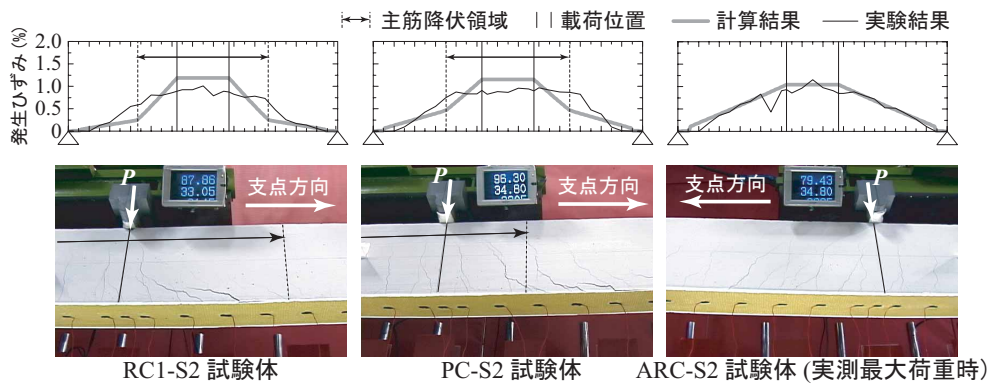 主筋降伏領域 載荷位置 計算結果 実験結果
発生ひずみ (%)
2.0
1.5
1.0
0.5
0
P
87.86
33.05
支点方向
P
96.30
34.80
支点方向
支点方向
79.43
34.80
P
RC1-S2 試験体
PC-S2 試験体
ARC-S2 試験体 (実測最大荷重時)